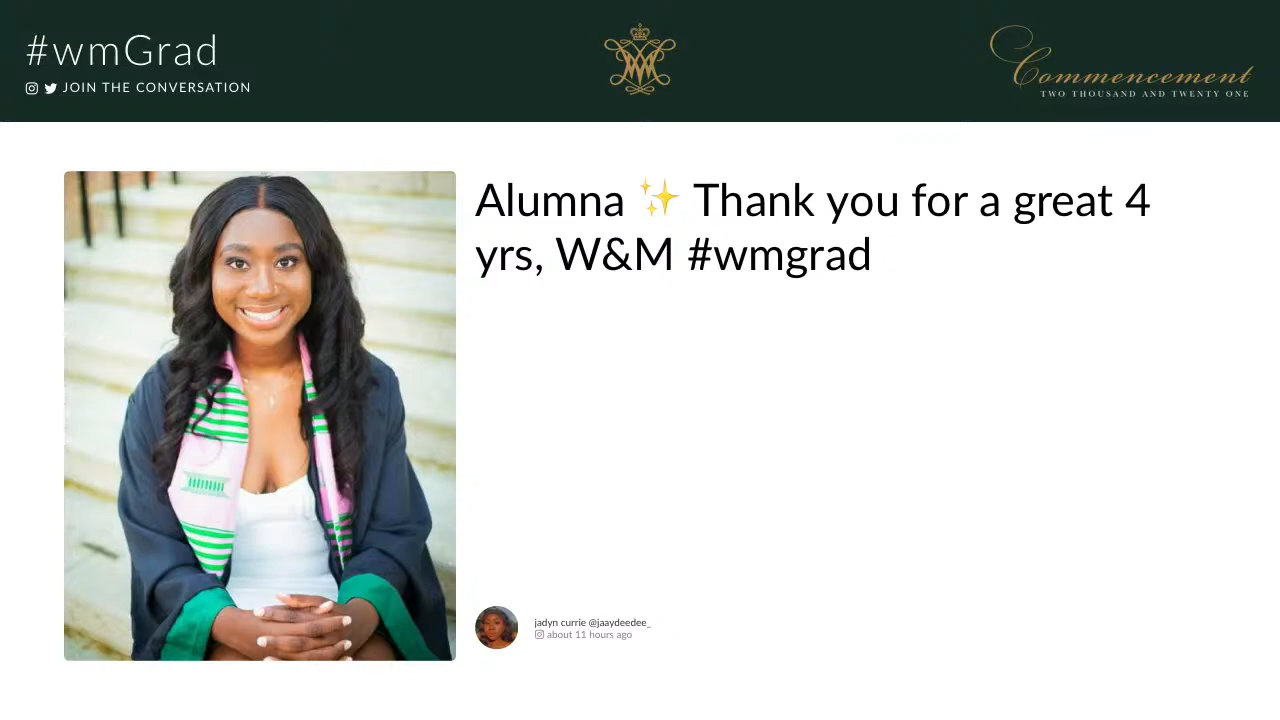 #wmGrad
JOIN THE CONVERSATION
Commencement
TWO THOUSAND AND TWENTY ONE
Alumna ✨ Thank you for a great 4
yrs, W&M #wmgrad
jadyn currie @jaaydeedee_
about 11 hours ago